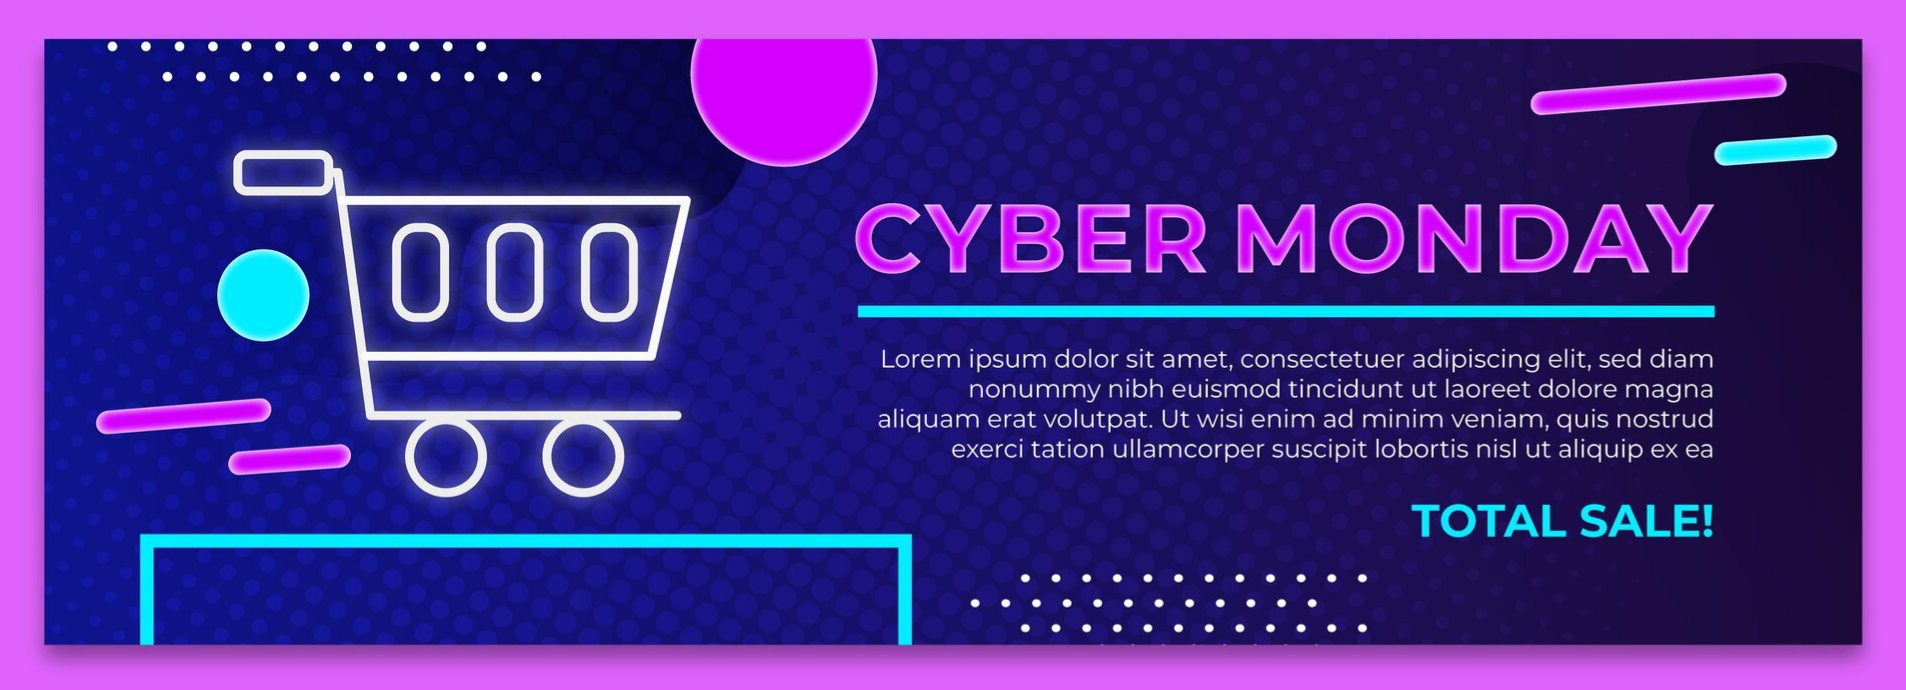 CYBER MONDAY
Lorem ipsum dolor sit amet, consectetuer adipiscing elit, sed diam
nonummy nibh euismod tincidunt ut laoreet dolore magna
aliquam erat volutpat. Ut wisi enim ad minim veniam, quis nostrud
exerci tation ullamcorper suscipit lobortis nisl ut aliquip ex ea
TOTAL SALE!